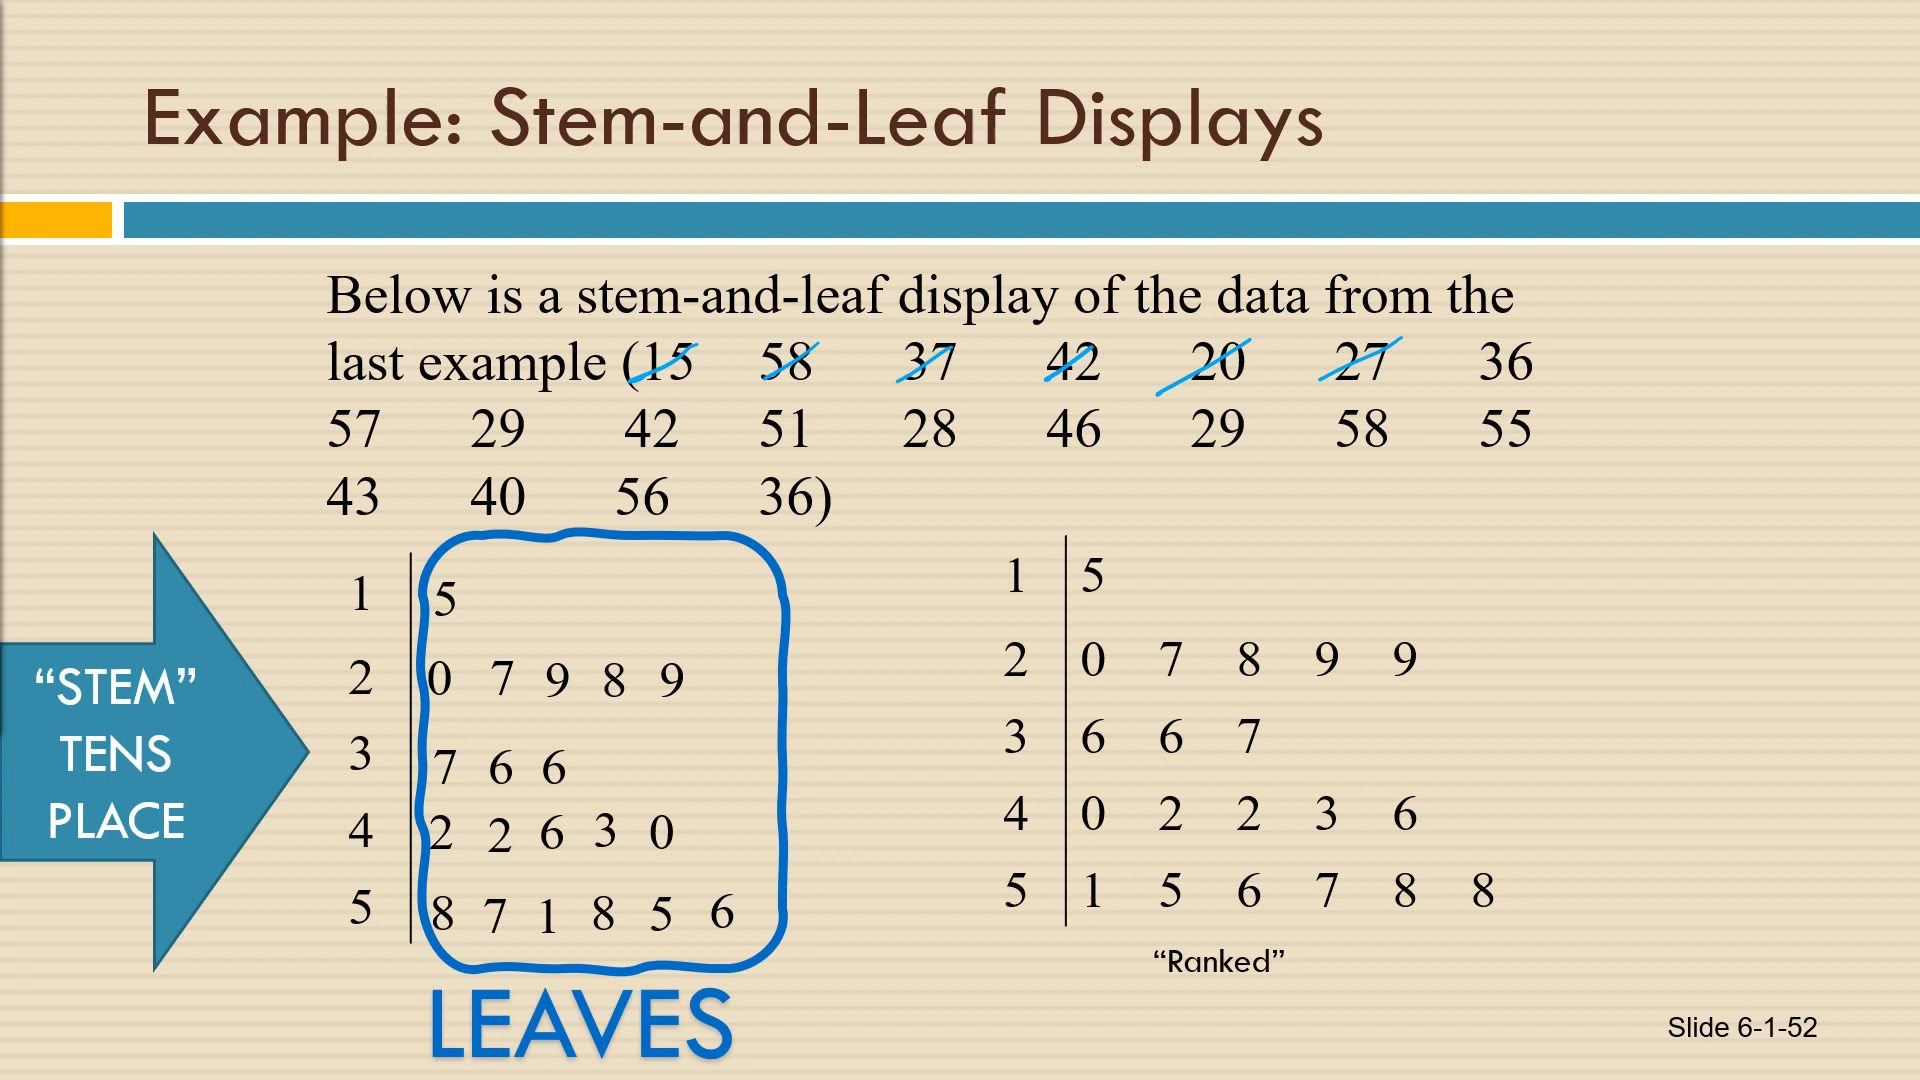 Example: Stem-and-Leaf Displays
Below is a stem-and-leaf display of the data from the
last example (15 58 37 42 20 27 36
57 29 42 51 28 46 29 58 55
43 40 56 36)
“STEM”
TENS
PLACE
1 5
2 0 7 9 8 9
3 7 6 6
4 2 2 6 3 0
5 8 7 1 8 5 6
LEAVES
1 5
2 0 7 8 9 9
3 6 6 7
4 0 2 2 3 6
5 1 5 6 7 8 8
“Ranked”
Slide 6-1-52